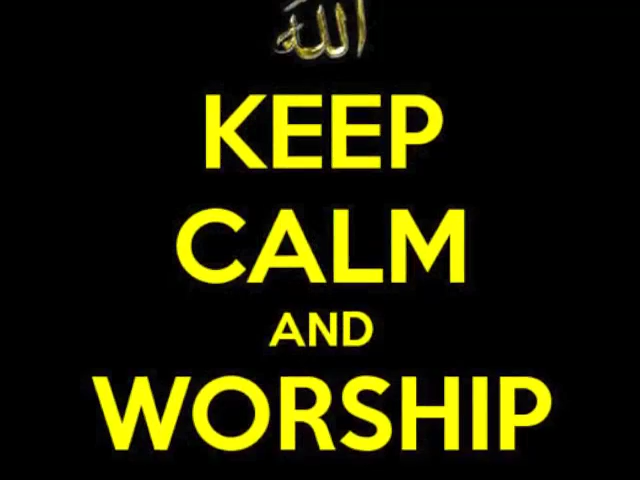 الله
KEEP
CALM
AND
WORSHIP